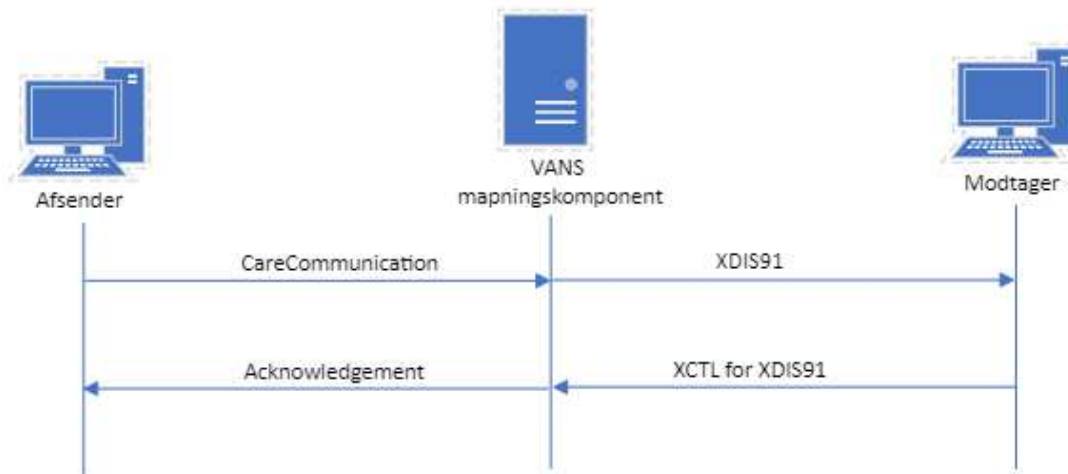 VANS
mapningskomponent
Afsender
Modtager
CareCommunication
XDIS91
Acknowledgement
XCTL for XDIS91